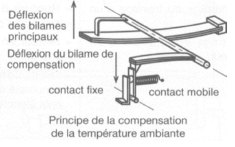 Déflexion
des bilames
principaux
Déflexion du bilame de
compensation
contact fixe
contact mobile
Principe de la compensation
de la température ambiante